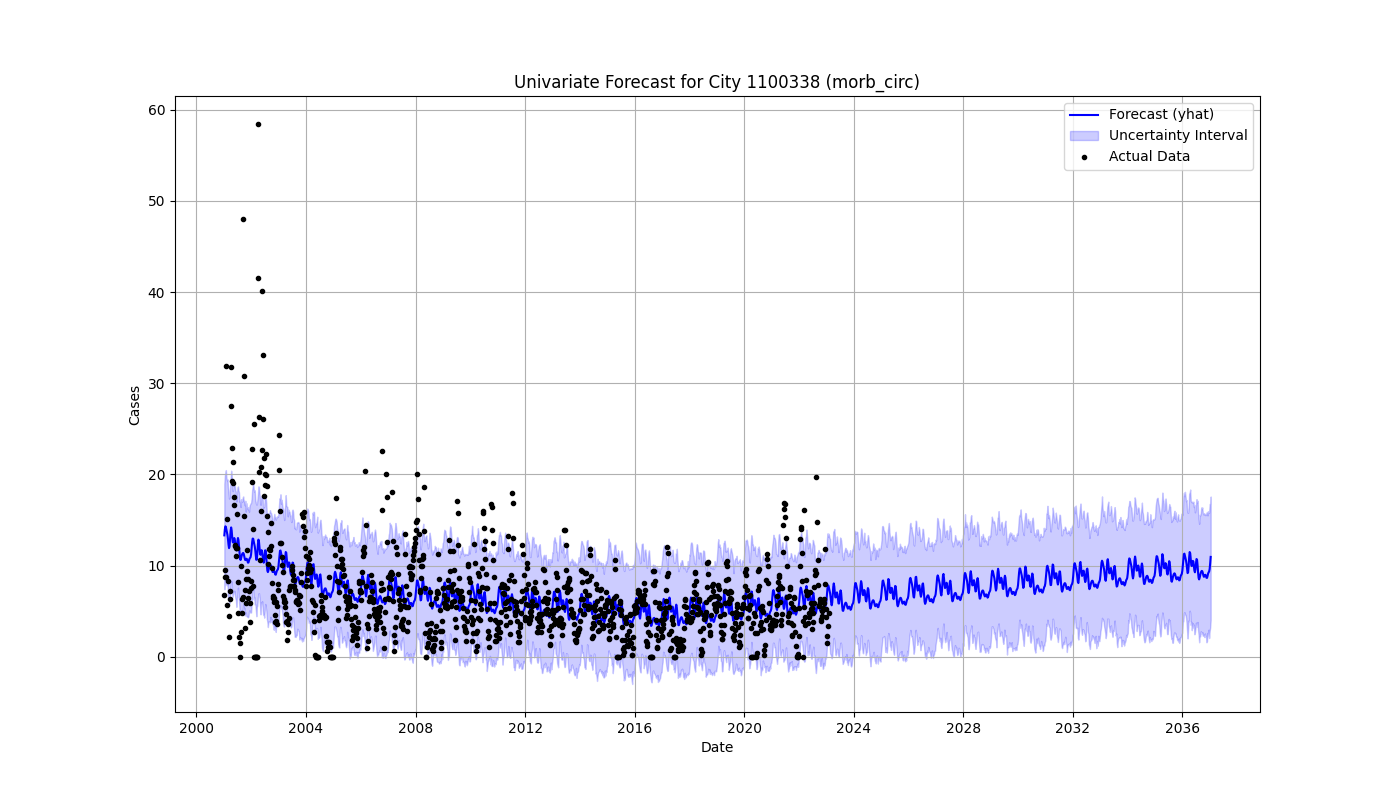 Univariate Forecast for City 1100338 (morb_circ)
Forecast (yhat)
Uncertainty Interval
Actual Data
Cases
60
50
40
30
20
10
0
2000 2004 2008 2012 2016 2020 2024 2028 2032 2036
Date